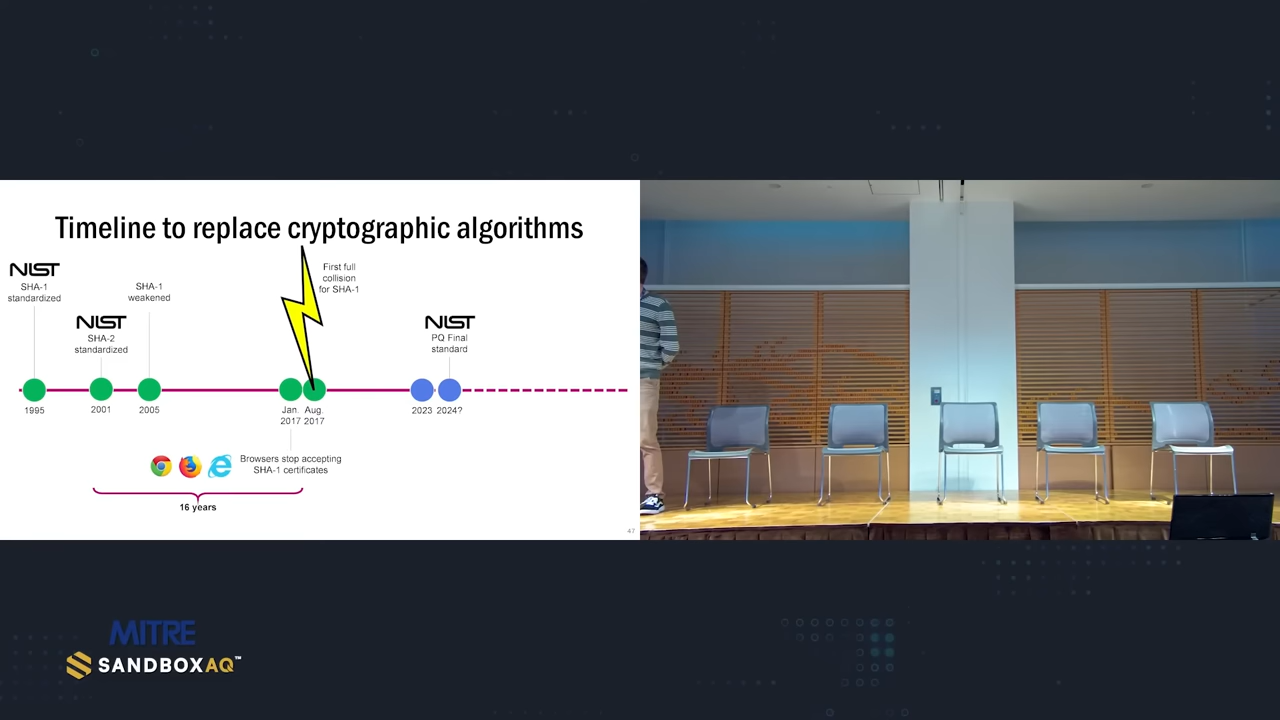 Timeline to replace cryptographic algorithms
NIST
SHA-1
standardized
NIST
SHA-2
standardized
SHA-1
weakened
First full
collision
for SHA-1
NIST
PQ Final
standard
1995
2001
2005
Jan.
2017
Aug.
2017
2023
2024?
Browsers stop accepting
SHA-1 certificates
16 years
47
MITRE
SANDBOXAQ™